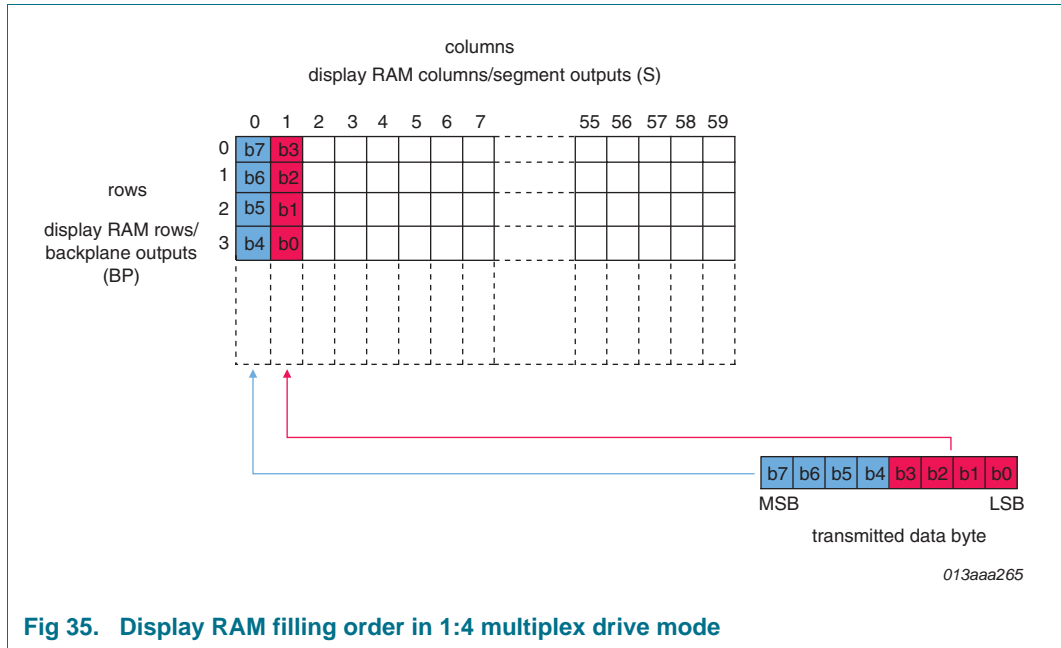 columns
display RAM columns/segment outputs (S)
0 1 2 3 4 5 6 7 55 56 57 58 59
0 b7 b3
1 b6 b2
rows
2 b5 b1
display RAM rows/
3 b4 b0
backplane outputs
(BP)
b7 b6 b5 b4 b3 b2 b1 b0
MSB LSB
transmitted data byte
013aaa265
Fig 35. Display RAM filling order in 1:4 multiplex drive mode